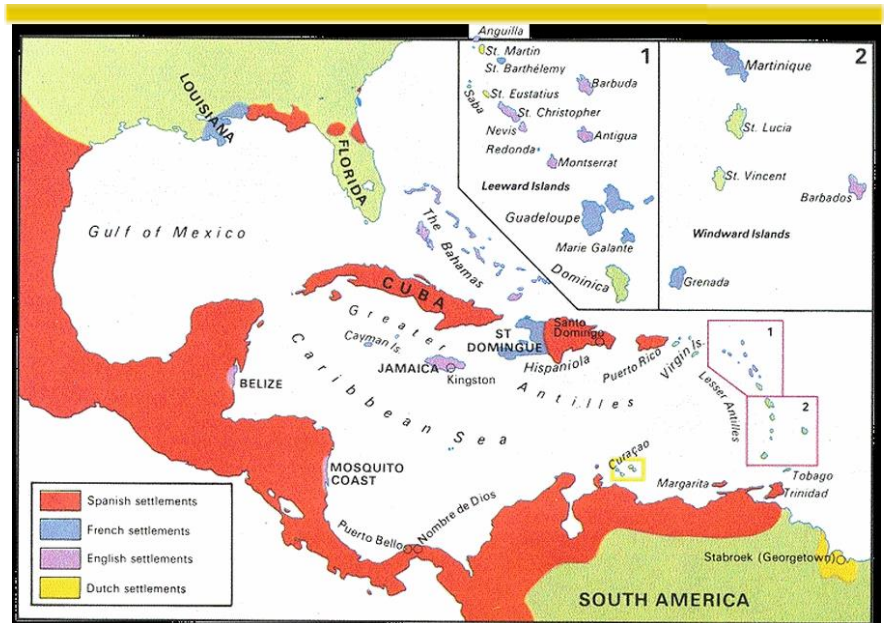 Anguilla
St. Martin
St. Barthélemy
Saba
St. Eustatius
St. Christopher
Nevis
Redonda
Barbuda
Antigua
Montserrat
Leeward Islands
Guadeloupe
Marie Galante
Dominica
1
2
Martinique
St. Lucia
St. Vincent
Barbados
Windward Islands
Grenada
LOUISIANA
FLORIDA
Gulf of Mexico
The Bahamas
CUBA
Great
Cayman Is.
JAMAICA
Kingston
ST
DOMINGUE
Santo
Domingo
Hispaniola
Puerto Rico
Virgin Is.
Antilles
Caribbean Sea
Lesser Antilles
1
2
BELIZE
MOSQUITO
COAST
Curaçao
Margarita
Tobago
Trinidad
Puerto Bello
Nombre de Dios
Stabroek (Georgetown)
SOUTH AMERICA
Spanish settlements
French settlements
English settlements
Dutch settlements